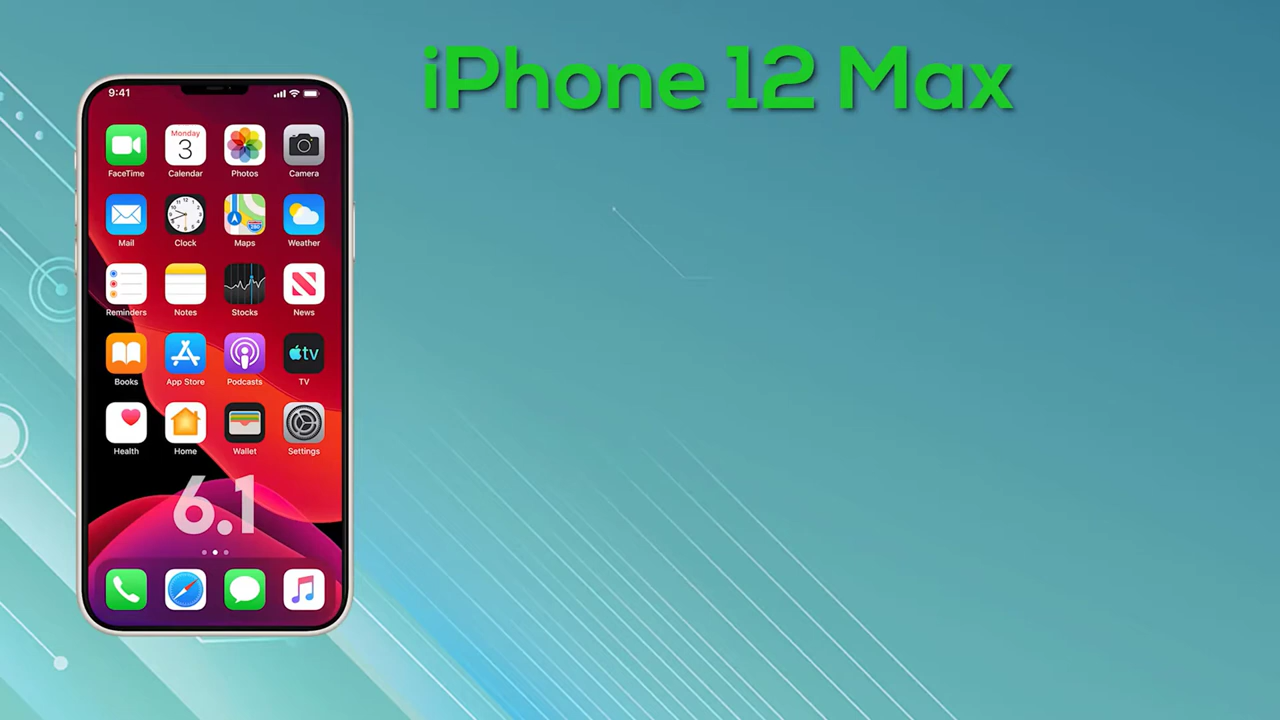 iPhone 12 Max
9:41
Monday
3
FaceTime Calendar Photos Camera
Mail Clock Maps Weather
Reminders Notes Stocks News
tv
Books App Store Podcasts TV
Health Home Wallet Settings
6.1